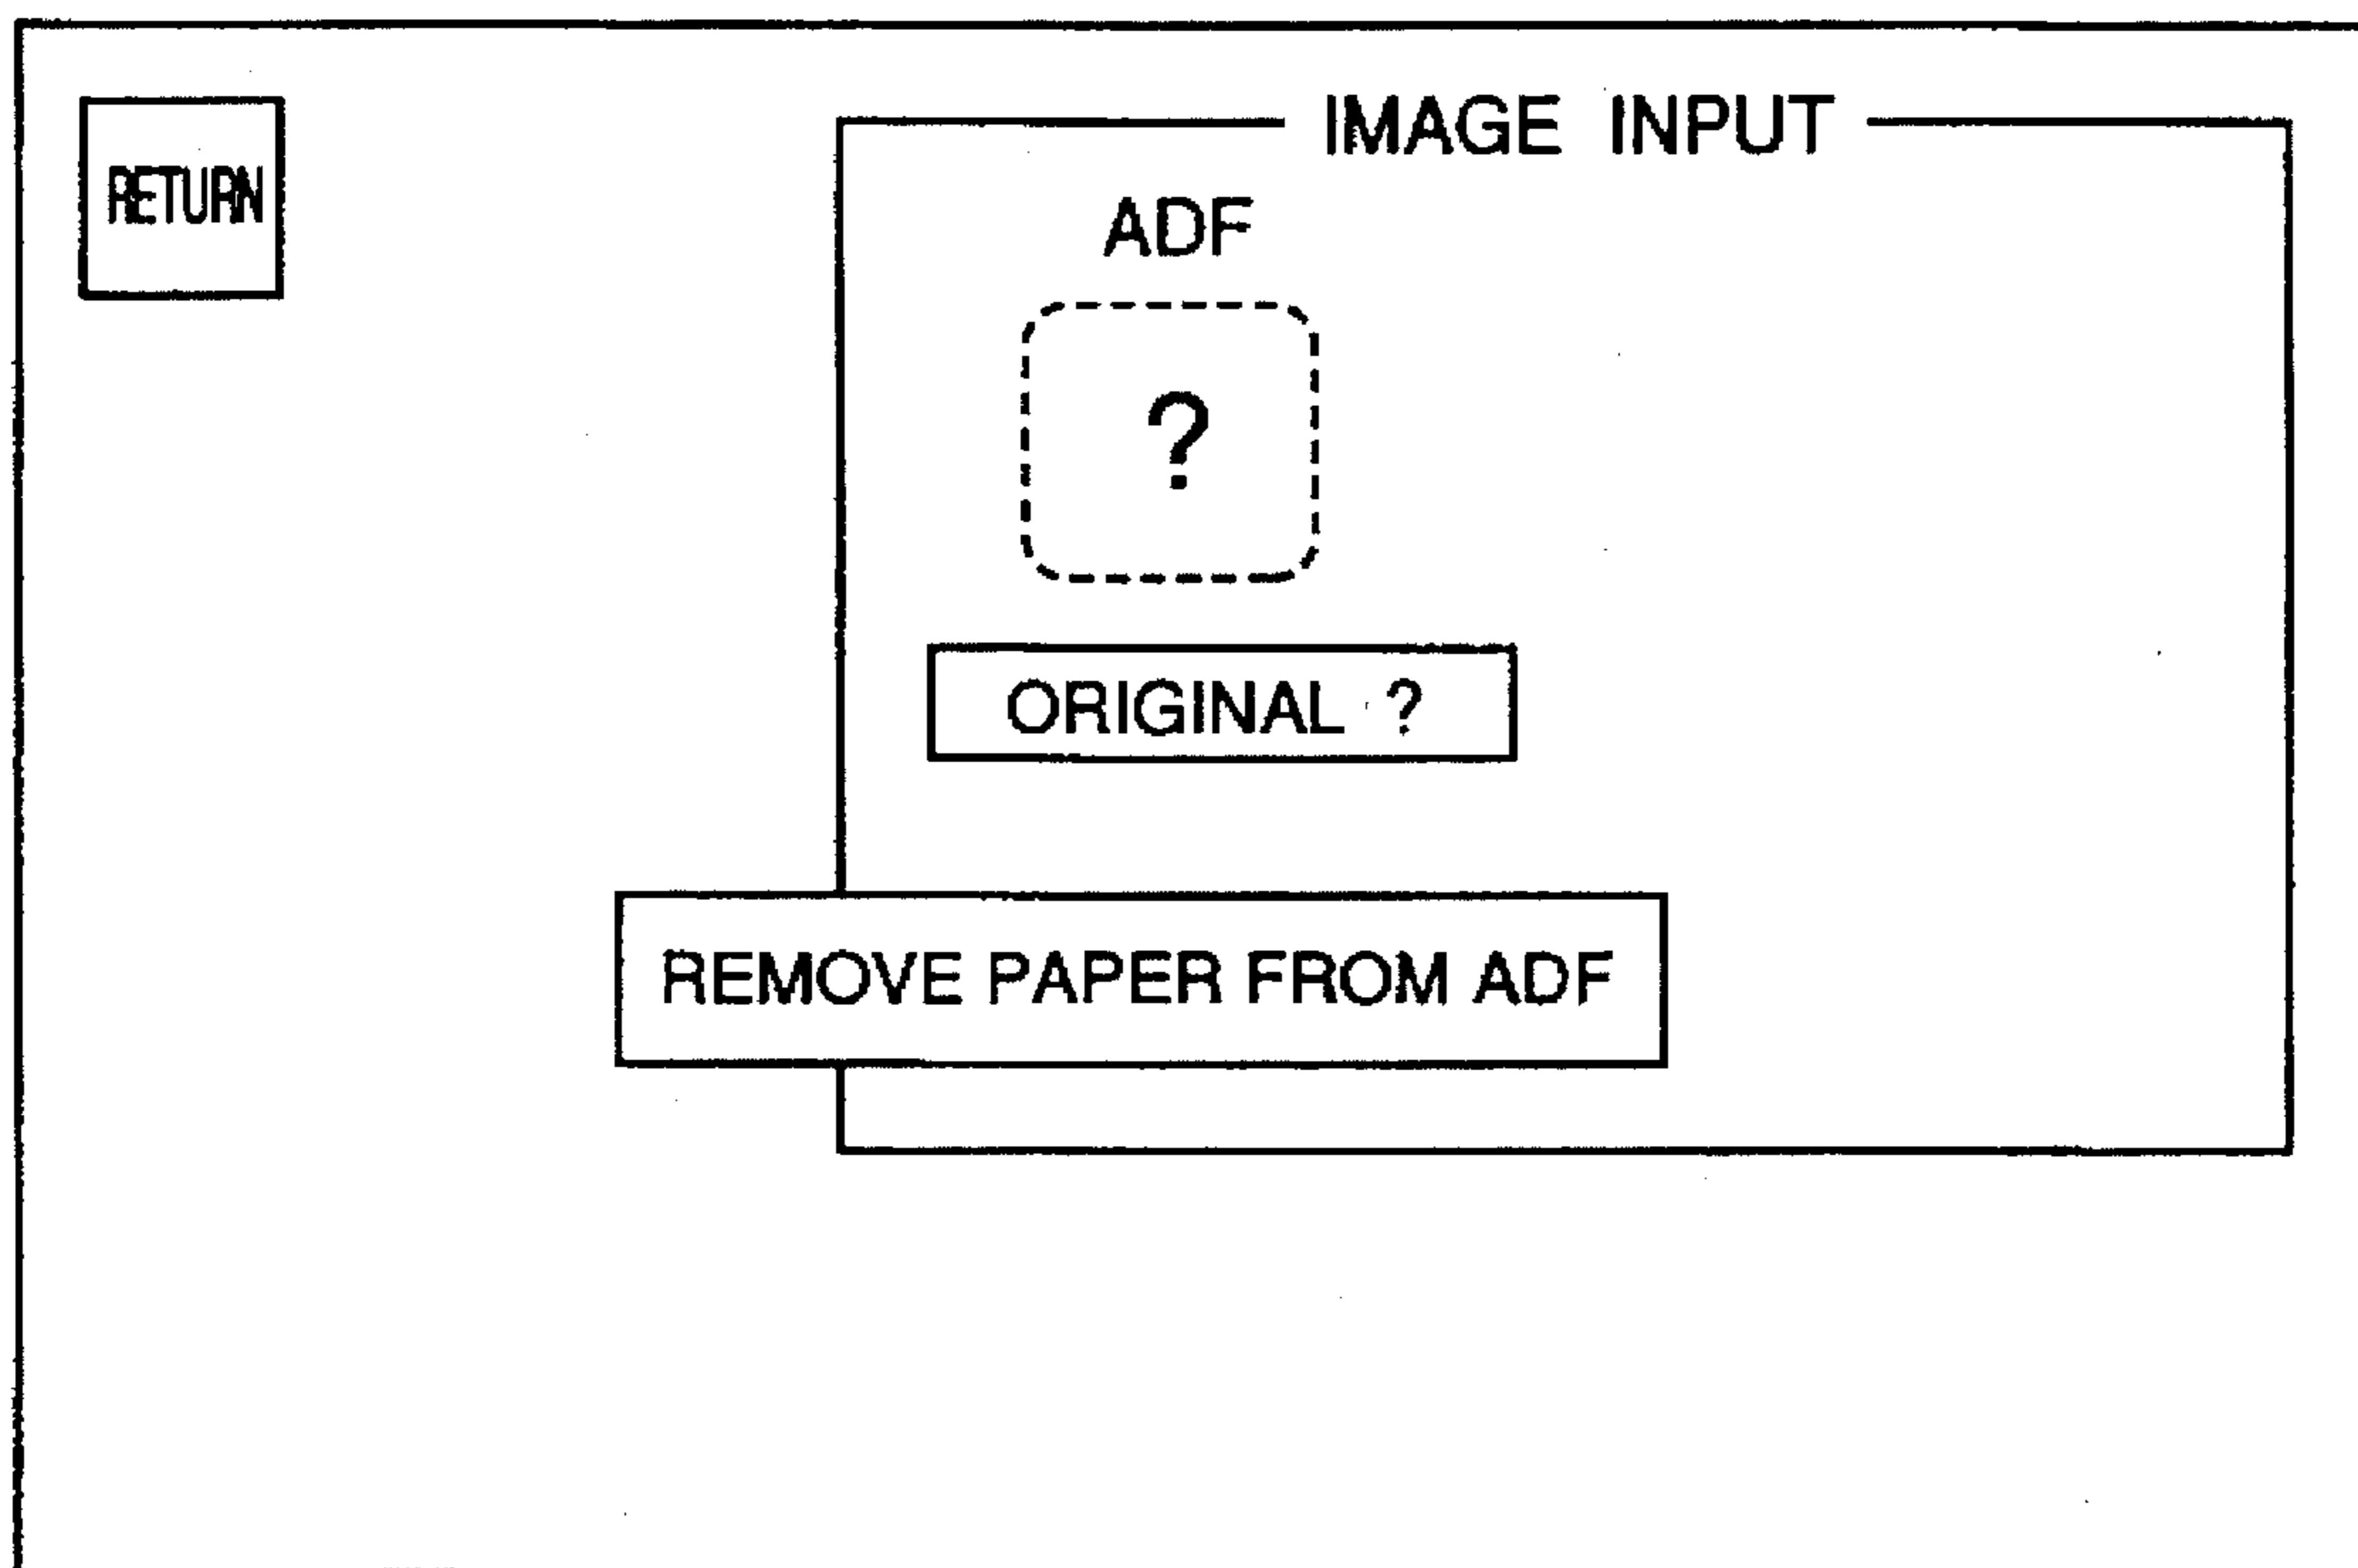 IMAGE INPUT
RETURN
ADF
?
ORIGINAL ?
REMOVE PAPER FROM ADF